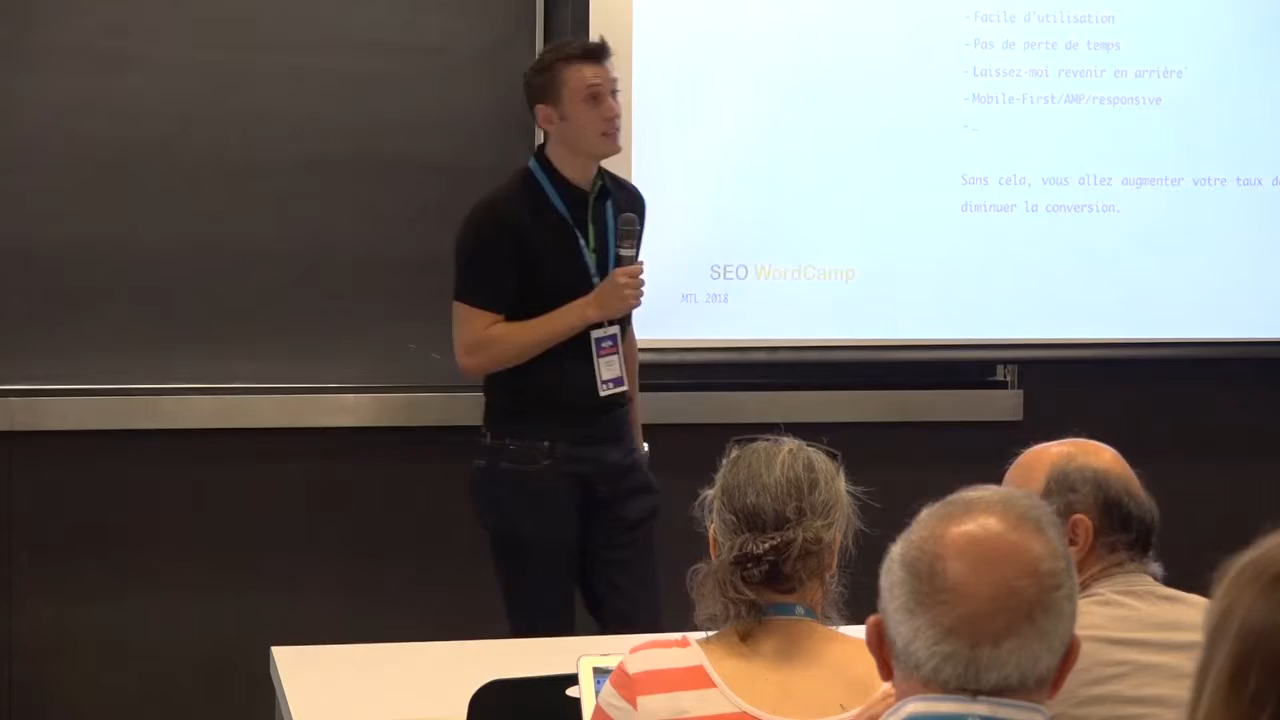 - Facile d'utilisation
- Pas de perte de temps
- Laissez-moi revenir en arrière
- Mobile-First/AMP/responsive
- …
Sans cela, vous allez augmenter votre taux de
diminuer la conversion.
SEO WordCamp
MTL 2018